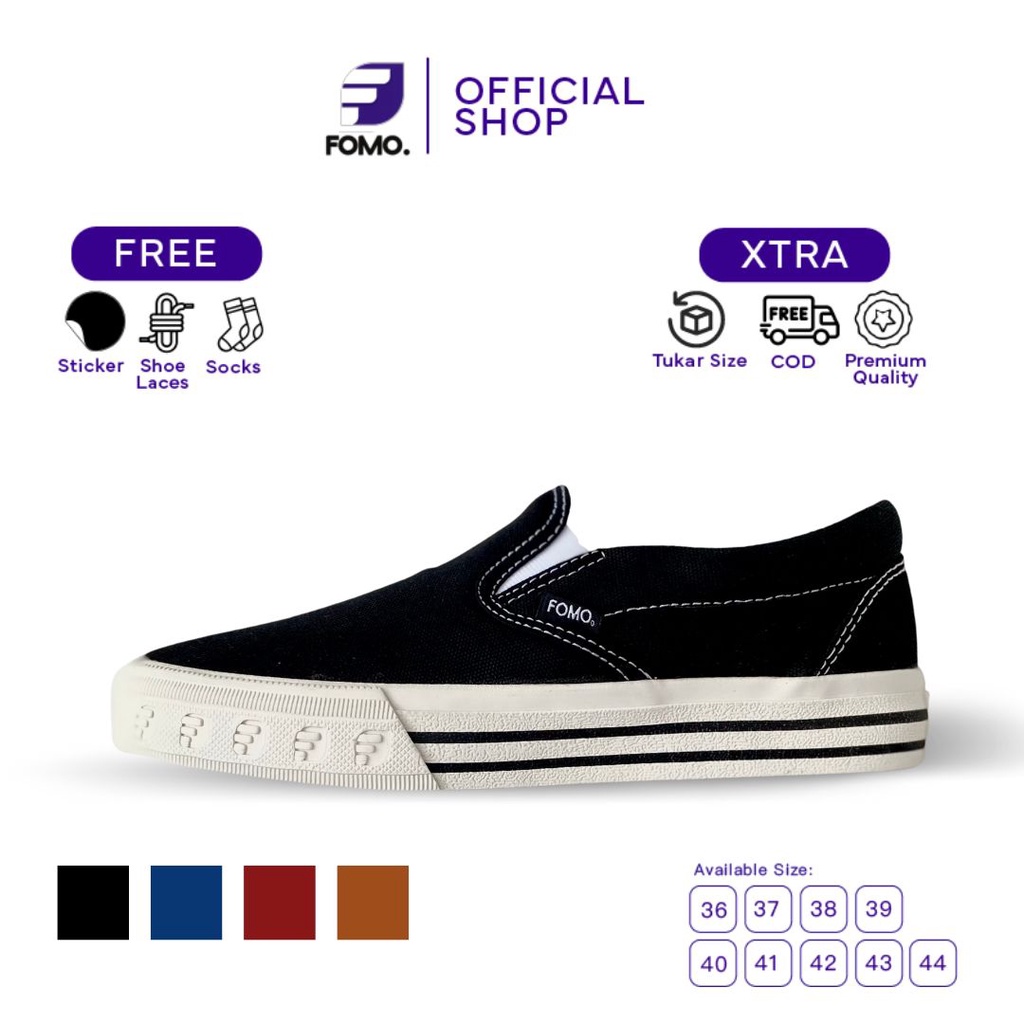 FOMO.
OFFICIAL
SHOP
FREE
Sticker
Shoe
Laces
Socks
XTRA
FREE
Tukar Size
COD
Premium
Quality
FOMO.
Available Size:
36 37 38 39
40 41 42 43 44